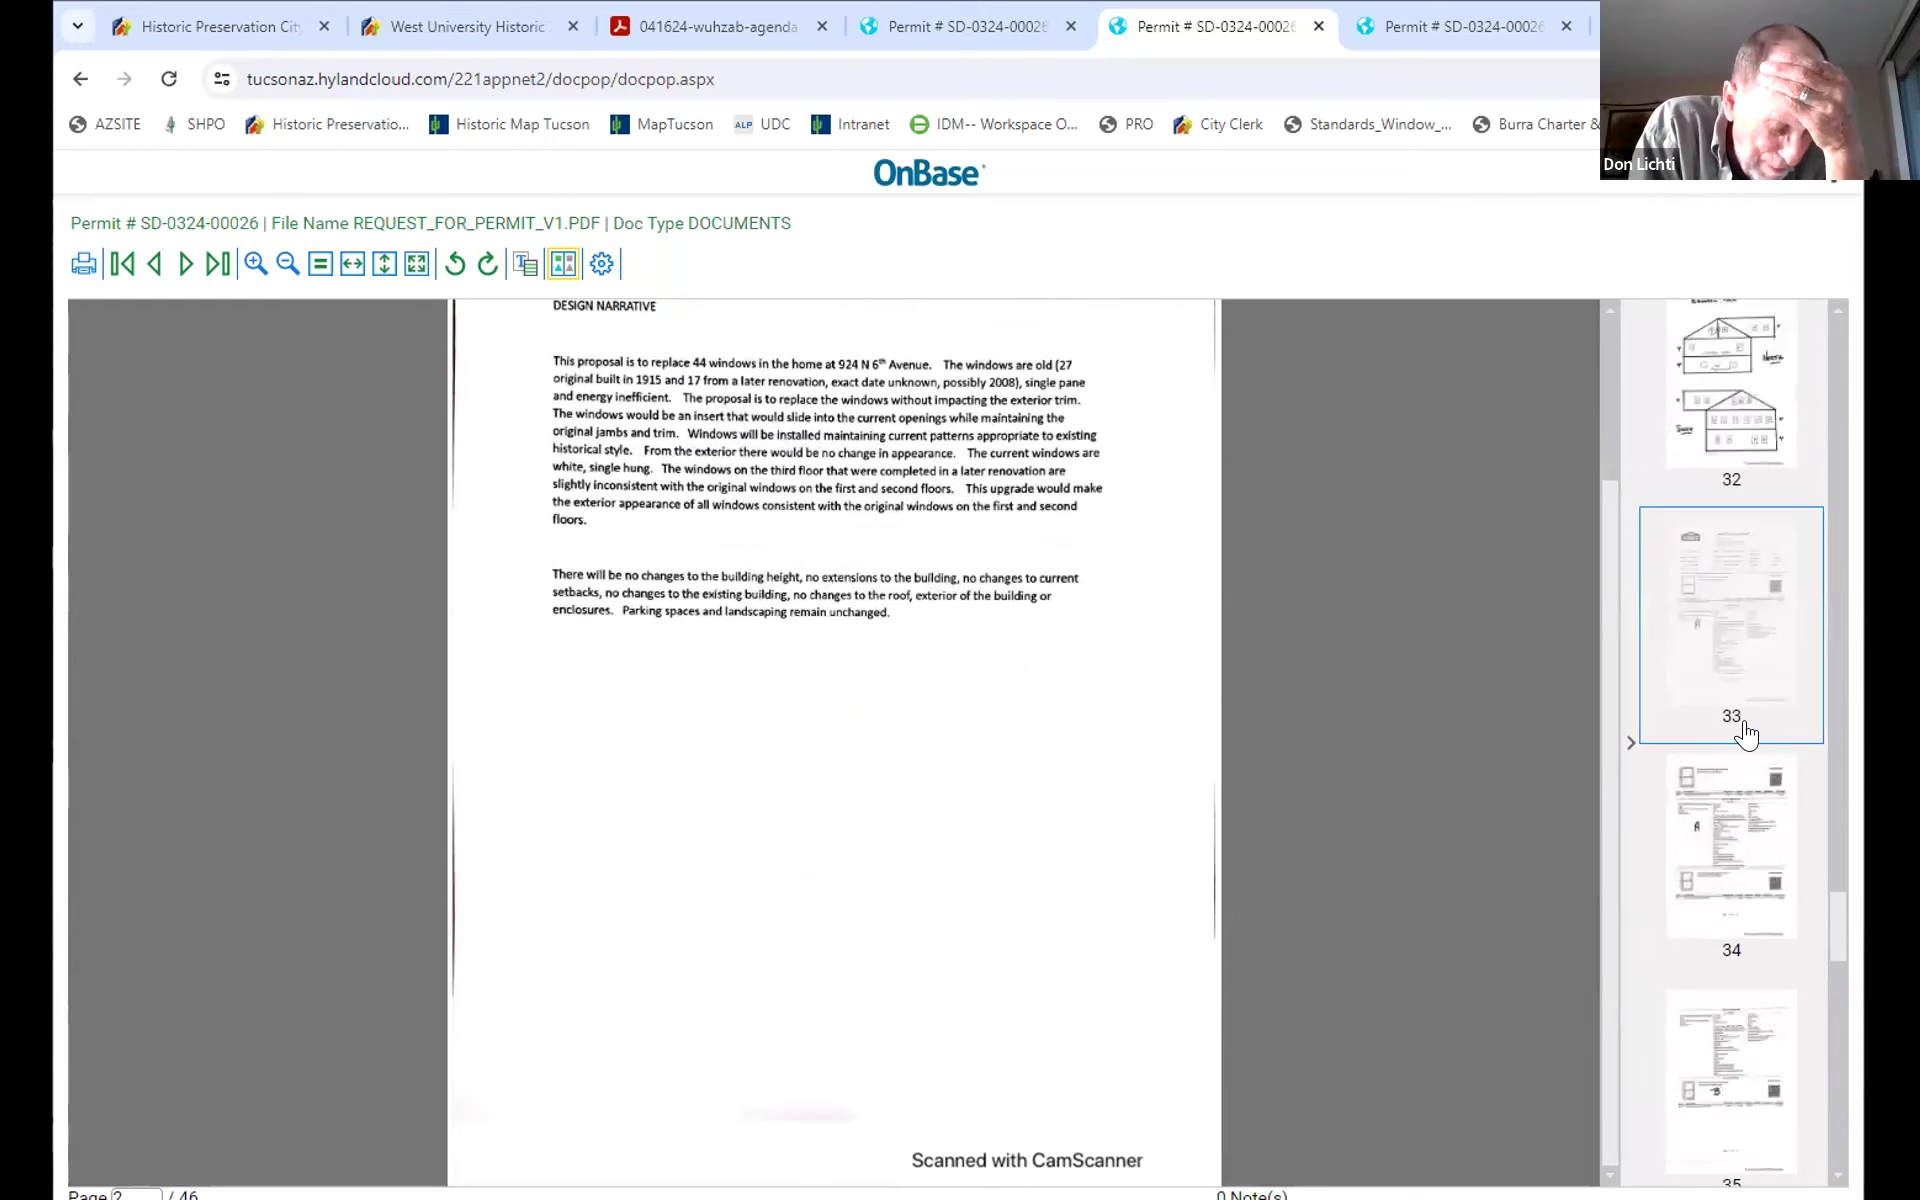 Historic Preservation Cit
West University Historic
041624-wuhzab-agenda
Permit # SD-0324-00028
Permit # SD-0324-00026
Permit # SD-0324-00026
tucsonaz.hylandcloud.com/221appnet2/docpop/docpop.aspx
AZSITE
SHPO
Historic Preservatio...
Historic Map Tucson
MapTucson
ALP UDC
Intranet
IDM-- Workspace O...
PRO
City Clerk
Standards_Window_...
Burra Charter &
Don Lichti
OnBase
Permit # SD-0324-00026 | File Name REQUEST_FOR_PERMIT_V1.PDF | Doc Type DOCUMENTS
DESIGN NARRATIVE
This proposal is to replace 44 windows in the home at 924 N 6th Avenue. The windows are old (27
original built in 1915 and 17 from a later renovation, exact date unknown, possibly 2008), single pane
and energy inefficient. The proposal is to replace the windows without impacting the exterior trim.
The windows would be an insert that would slide into the current openings while maintaining the
original jambs and trim. Windows will be installed maintaining current patterns appropriate to existing
historical style. From the exterior there would be no change in appearance. The current windows are
white, single hung. The windows on the third floor that were completed in a later renovation are
slightly inconsistent with the original windows on the first and second floors. This upgrade would make
the exterior appearance of all windows consistent with the original windows on the first and second
floors.
There will be no changes to the building height, no extensions to the building, no changes to current
setbacks, no changes to the existing building, no changes to the roof, exterior of the building or
enclosures. Parking spaces and landscaping remain unchanged.
Scanned with CamScanner
32
33
A
34
A
35
B
Page 2 / 46
0 Note(s)